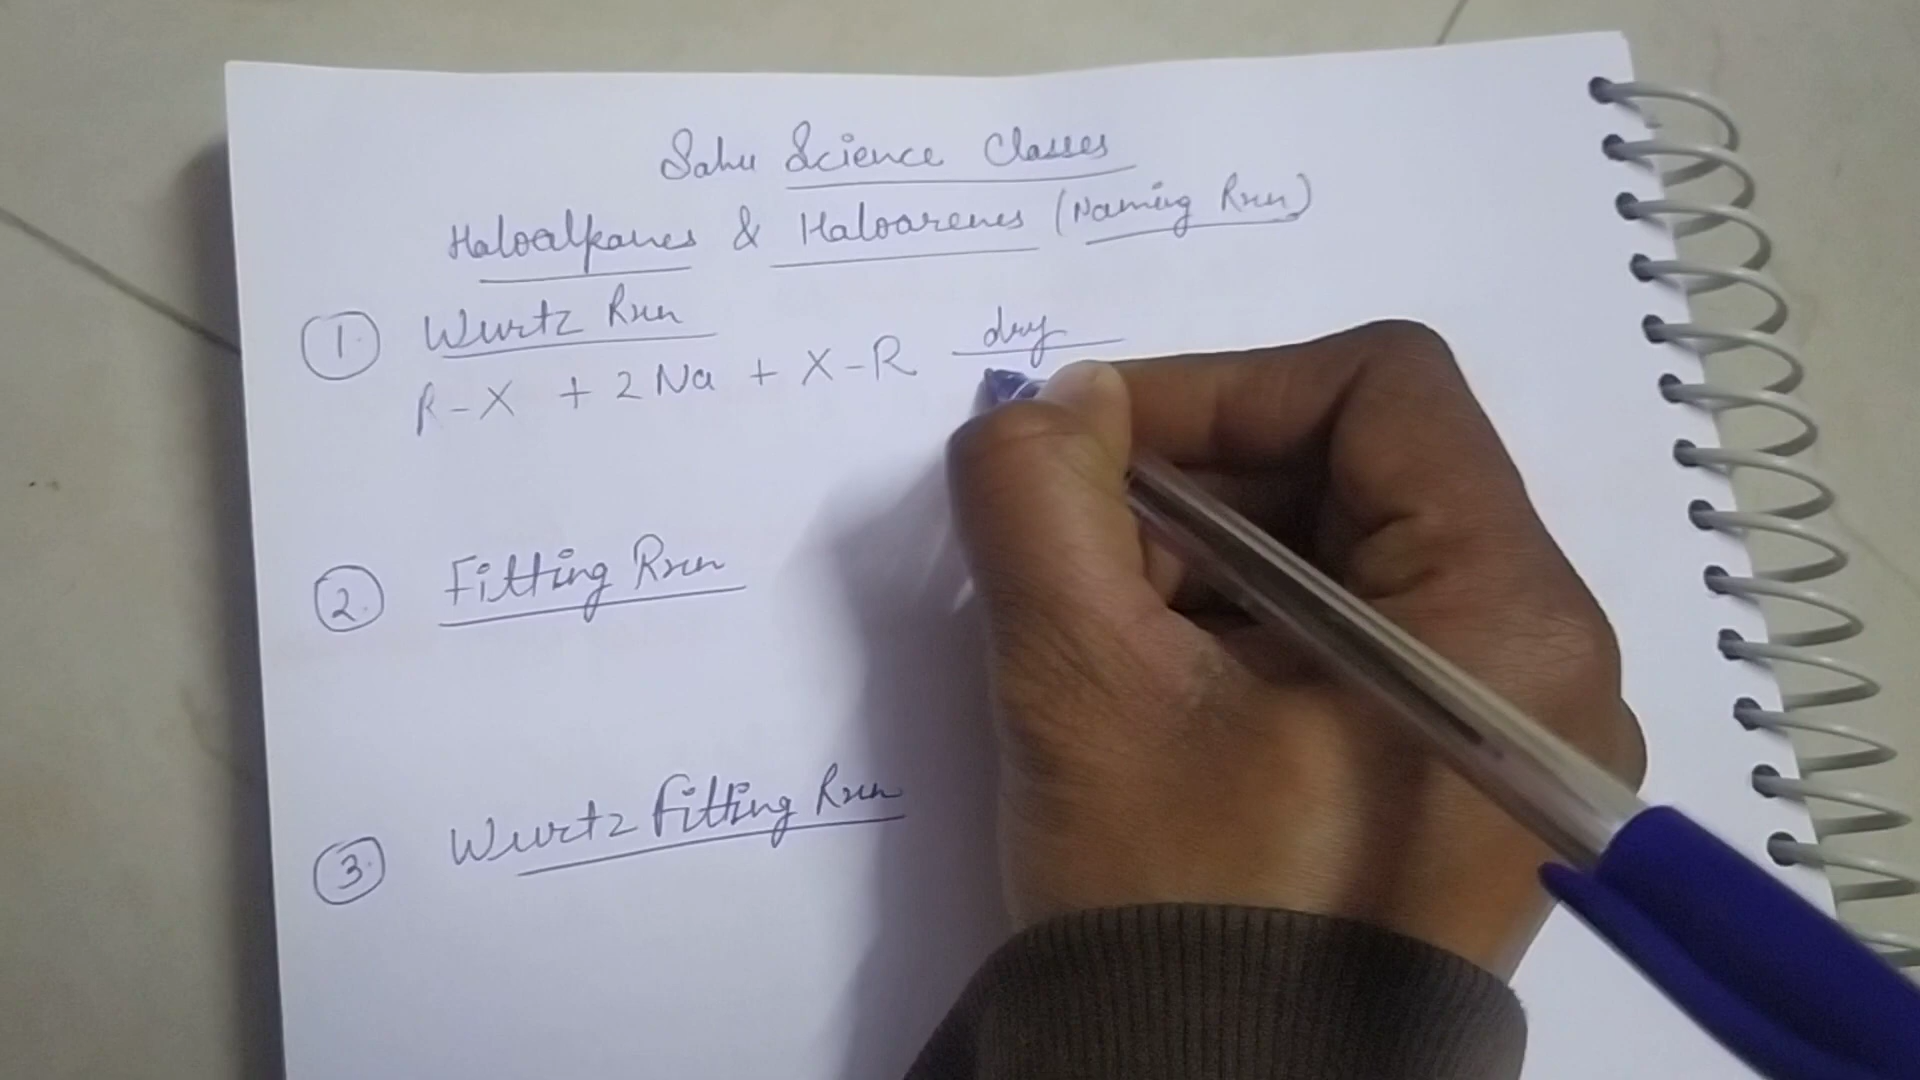 Sahu Science Classes
Haloalkanes & Haloarenes (Naming Rxn)
1. Wurtz Rxn
R-X + 2Na + X-R dry
2. Fitting Rxn
3. Wurtz Fitting Rxn